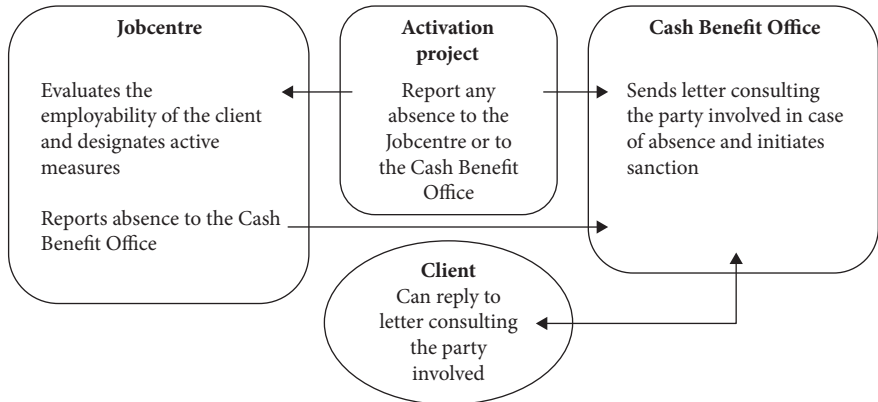 Jobcentre
Evaluates the
employability of the client
and designates active
measures
Reports absence to the Cash
Benefit Office
Activation
project
Report any
absence to the
Jobcentre or to
the Cash Benefit
Office
Cash Benefit Office
Sends letter consulting
the party involved in case
of absence and initiates
sanction
Client
Can reply to
letter consulting
the party
involved